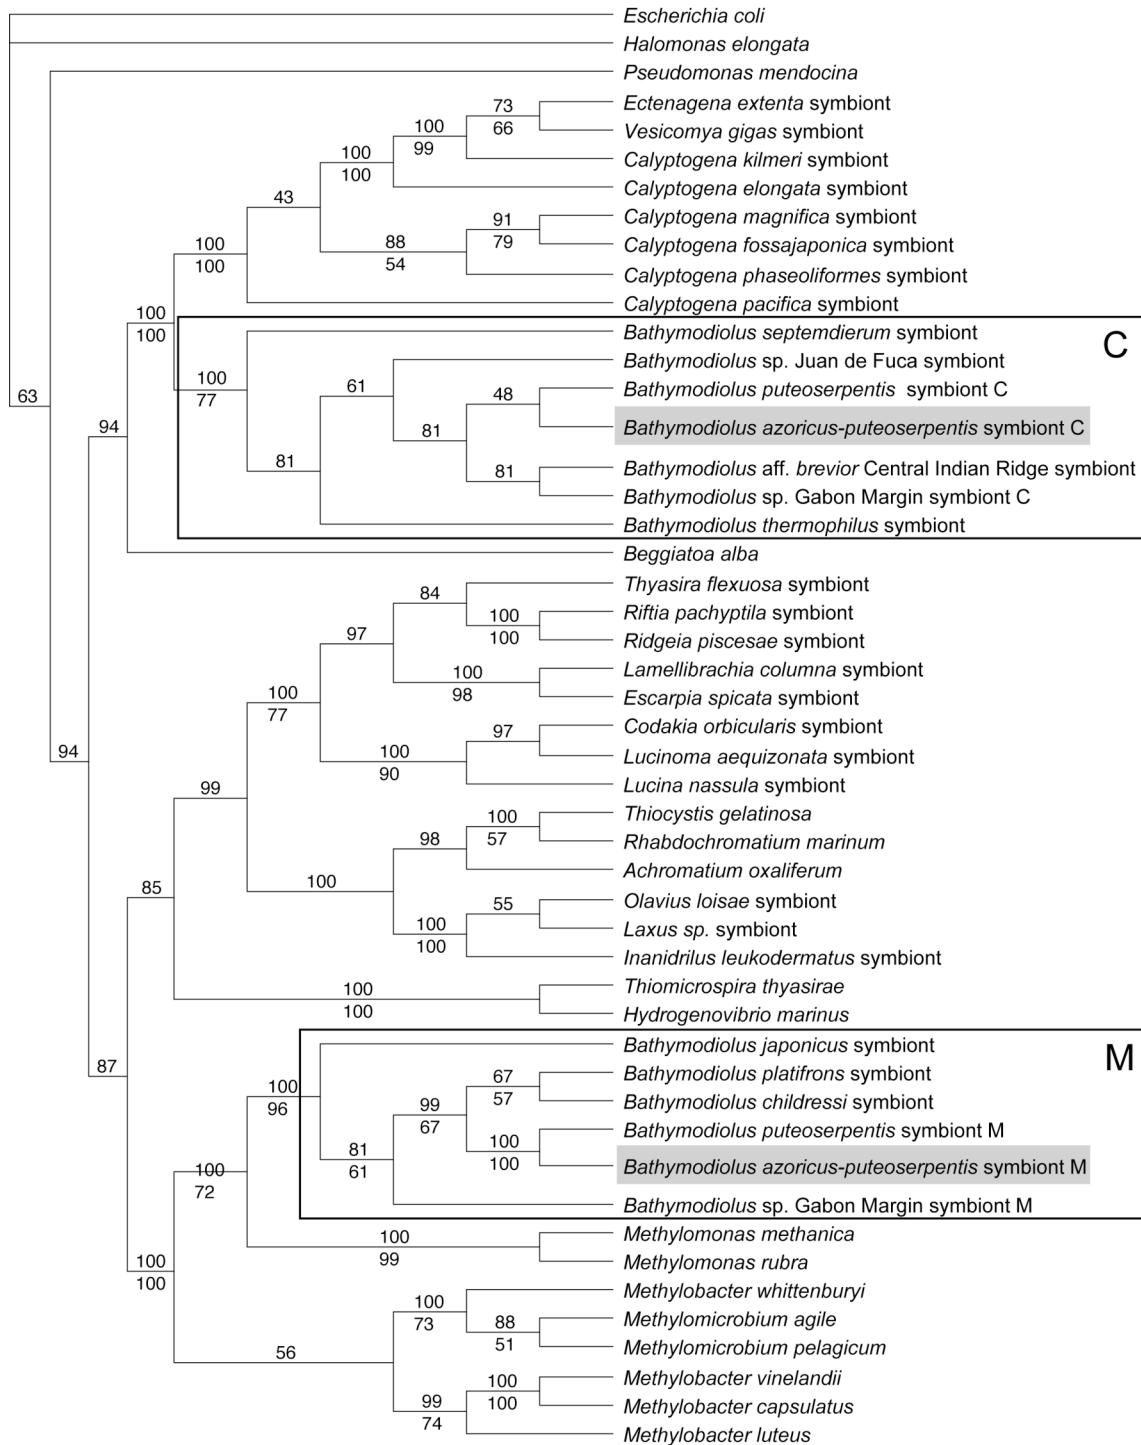 Escherichia coli
Halomonas elongata
Pseudomonas mendocina
73
Ectenagena extenta symbiont
100
66
Vesicomya gigas symbiont
100
99
Calyptogena kilmeri symbiont
100
Calyptogena elongata symbiont
43
91
Calyptogena magnifica symbiont
100
88
79
Calyptogena fossajaponica symbiont
100
54
Calyptogena phaseoliformes symbiont
100
Calyptogena pacifica symbiont
100
Bathymodiolus septemdierum symbiont
C
Bathymodiolus sp. Juan de Fuca symbiont
100
61
48
Bathymodiolus puteoserpentis symbiont C
63
77
94
81
Bathymodiolus azoricus-puteoserpentis symbiont C
81
81
Bathymodiolus aff. brevior Central Indian Ridge symbiont
Bathymodiolus sp. Gabon Margin symbiont C
Bathymodiolus thermophilus symbiont
Beggiatoa alba
84
Thyasira flexuosa symbiont
97
100
Riftia pachyptila symbiont
100
Ridgeia piscesae symbiont
100
100
Lamellibrachia columna symbiont
77
98
Escarpia spicata symbiont
97
Codakia orbicularis symbiont
94
100
Lucinoma aequizonata symbiont
99
90
Lucina nassula symbiont
100
Thiocystis gelatinosa
98
57
Rhabdochromatium marinum
85
100
Achromatium oxaliferum
55
Olavius loisae symbiont
100
Laxus sp. symbiont
100
Inanidrilus leukodermatus symbiont
100
Thiomicrospira thyasirae
100
Hydrogenovibrio marinus
87
Bathymodiolus japonicus symbiont
M
100
67
Bathymodiolus platifrons symbiont
96
99
57
Bathymodiolus childressi symbiont
67
100
Bathymodiolus puteoserpentis symbiont M
100
81
100
Bathymodiolus azoricus-puteoserpentis symbiont M
72
61
Bathymodiolus sp. Gabon Margin symbiont M
100
100
Methylomonas methanica
100
99
Methylomonas rubra
100
Methylobacter whittenburyi
73
88
Methylomicrobium agile
56
51
Methylomicrobium pelagicum
100
Methylobacter vinelandii
99
100
Methylobacter capsulatus
74
Methylobacter luteus